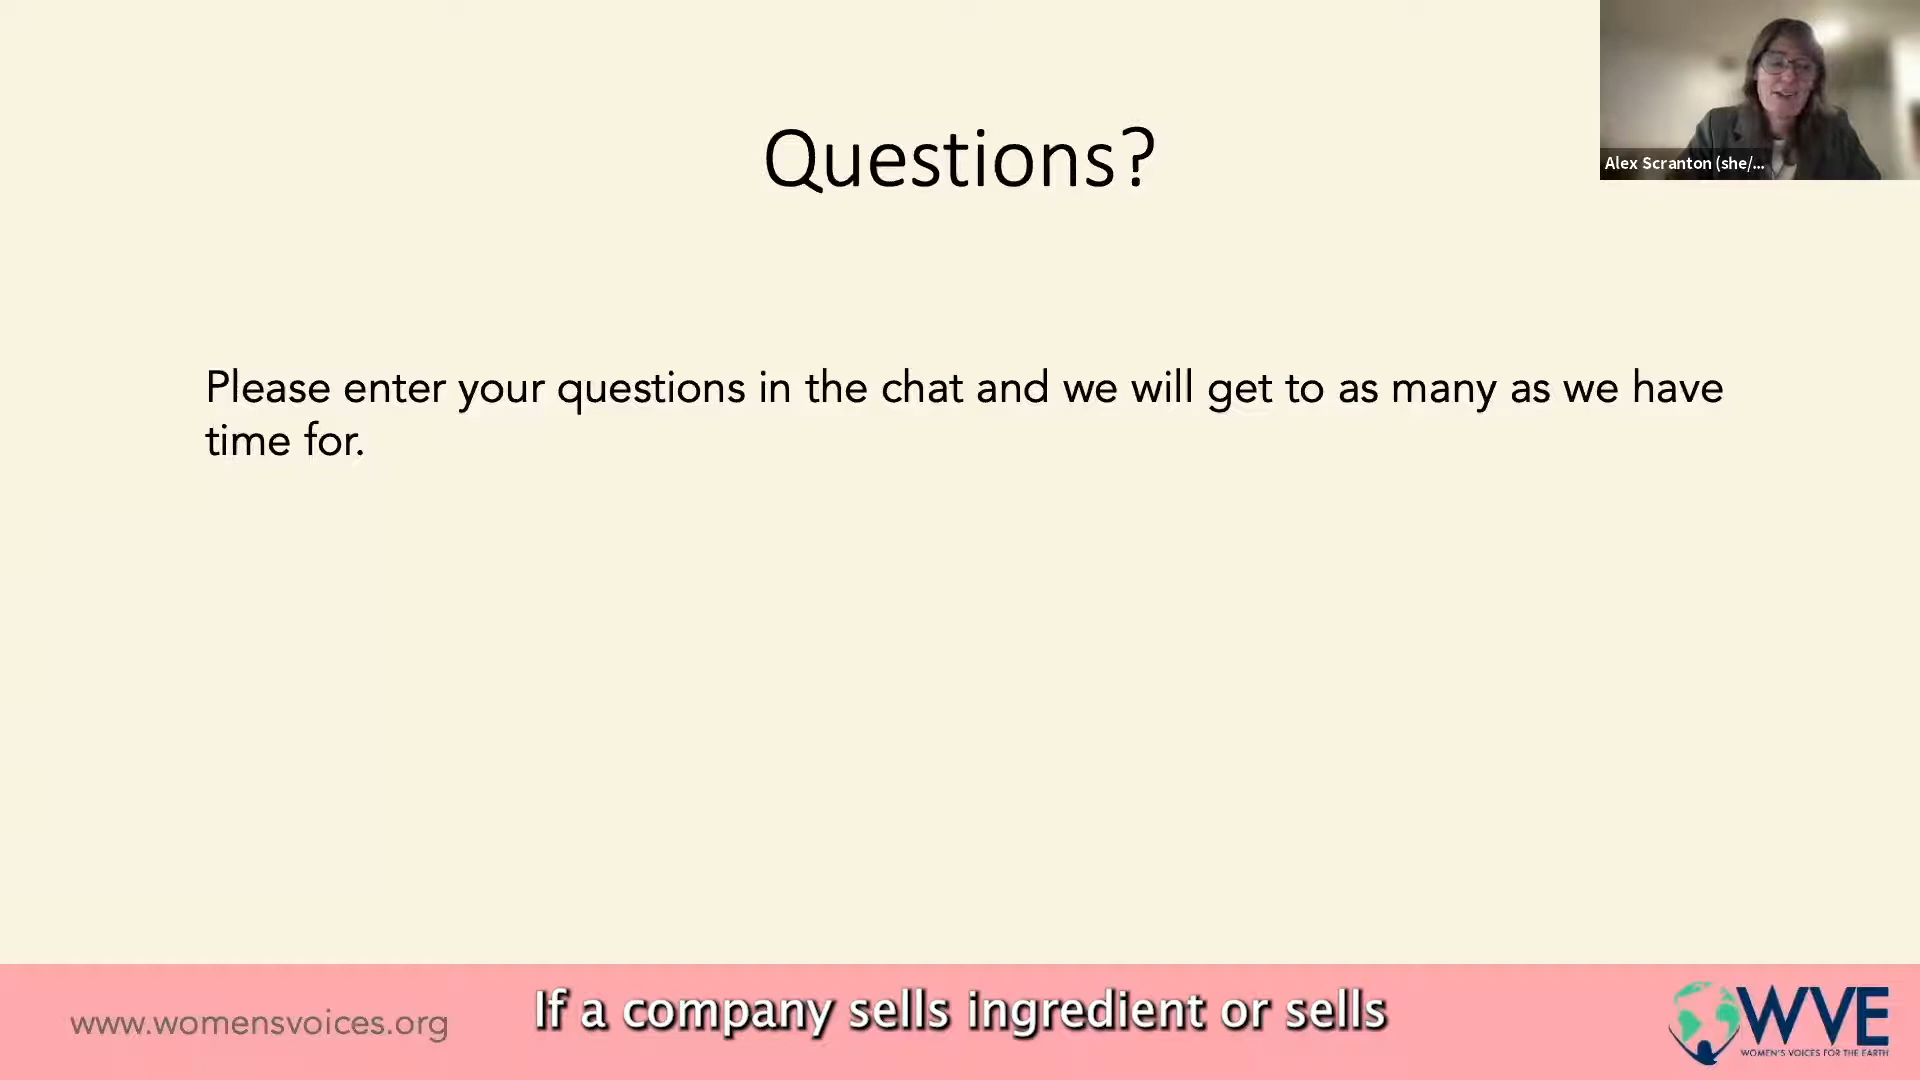 Questions?
Alex Scranton (she/...
Please enter your questions in the chat and we will get to as many as we have
time for.
www.womensvoices.org
If a company sells ingredient or sells
WVE
WOMEN'S VOICES FOR THE EARTH